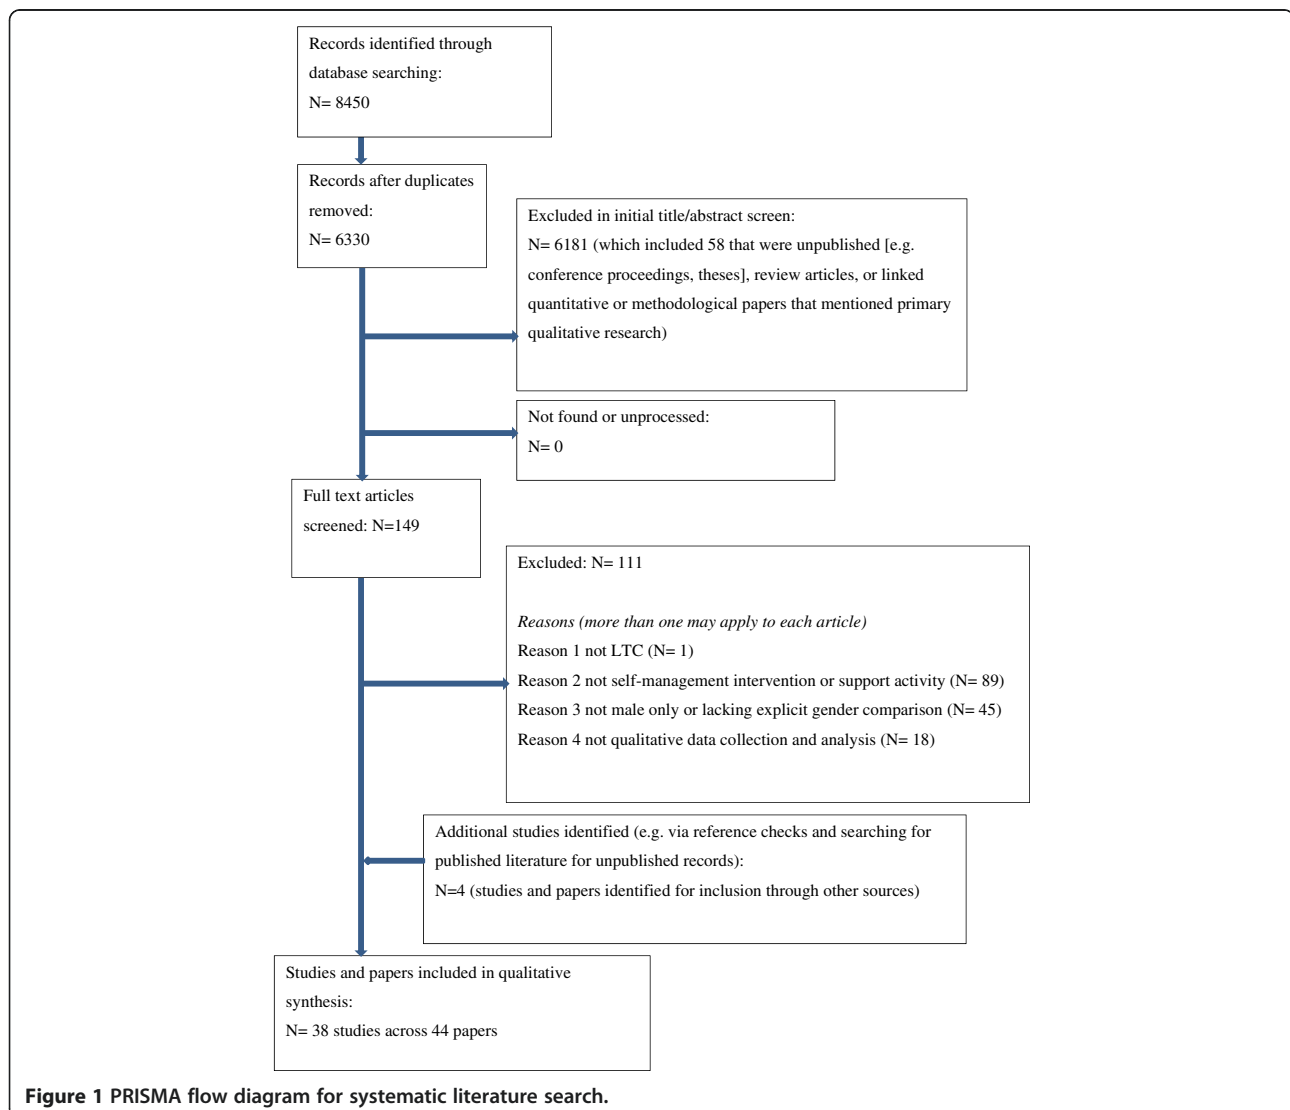 Records identified through
database searching:
N= 8450
Records after duplicates
removed:
N= 6330
Excluded in initial title/abstract screen:
N= 6181 (which included 58 that were unpublished [e.g.
conference proceedings, theses], review articles, or linked
quantitative or methodological papers that mentioned primary
qualitative research)
Not found or unprocessed:
N= 0
Full text articles
screened: N=149
Excluded: N= 111
Reasons (more than one may apply to each article)
Reason 1 not LTC (N= 1)
Reason 2 not self-management intervention or support activity (N= 89)
Reason 3 not male only or lacking explicit gender comparison (N= 45)
Reason 4 not qualitative data collection and analysis (N= 18)
Additional studies identified (e.g. via reference checks and searching for
published literature for unpublished records):
N=4 (studies and papers identified for inclusion through other sources)
Studies and papers included in qualitative
synthesis:
N= 38 studies across 44 papers
Figure 1 PRISMA flow diagram for systematic literature search.